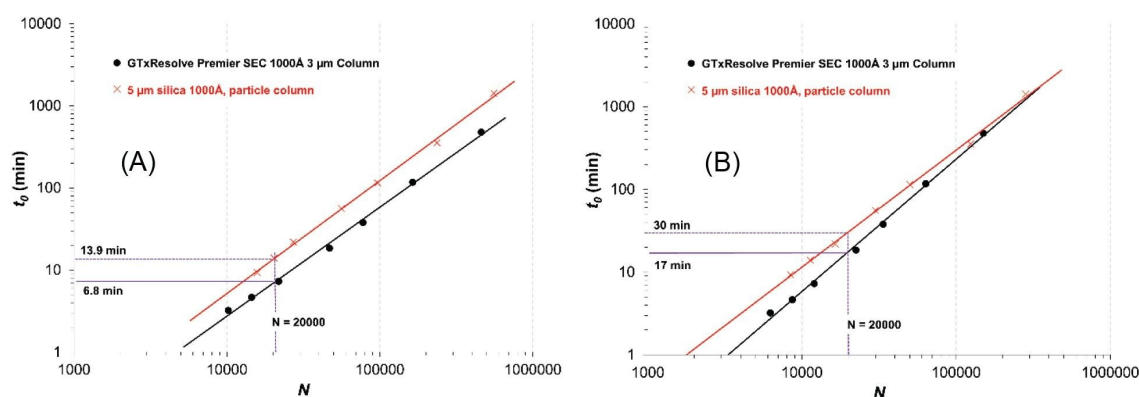 10000
1000
100
10
1
t₀ (min)
● GTxResolve Premier SEC 1000Å 3 µm Column
× 5 µm silica 1000Å, particle column
(A)
13.9 min
6.8 min
N = 20000
1000
10000
100000
1000000
N
10000
1000
100
10
1
t₀ (min)
● GTxResolve Premier SEC 1000Å 3 µm Column
× 5 µm silica 1000Å, particle column
(B)
30 min
17 min
N = 20000
1000
10000
100000
1000000
N